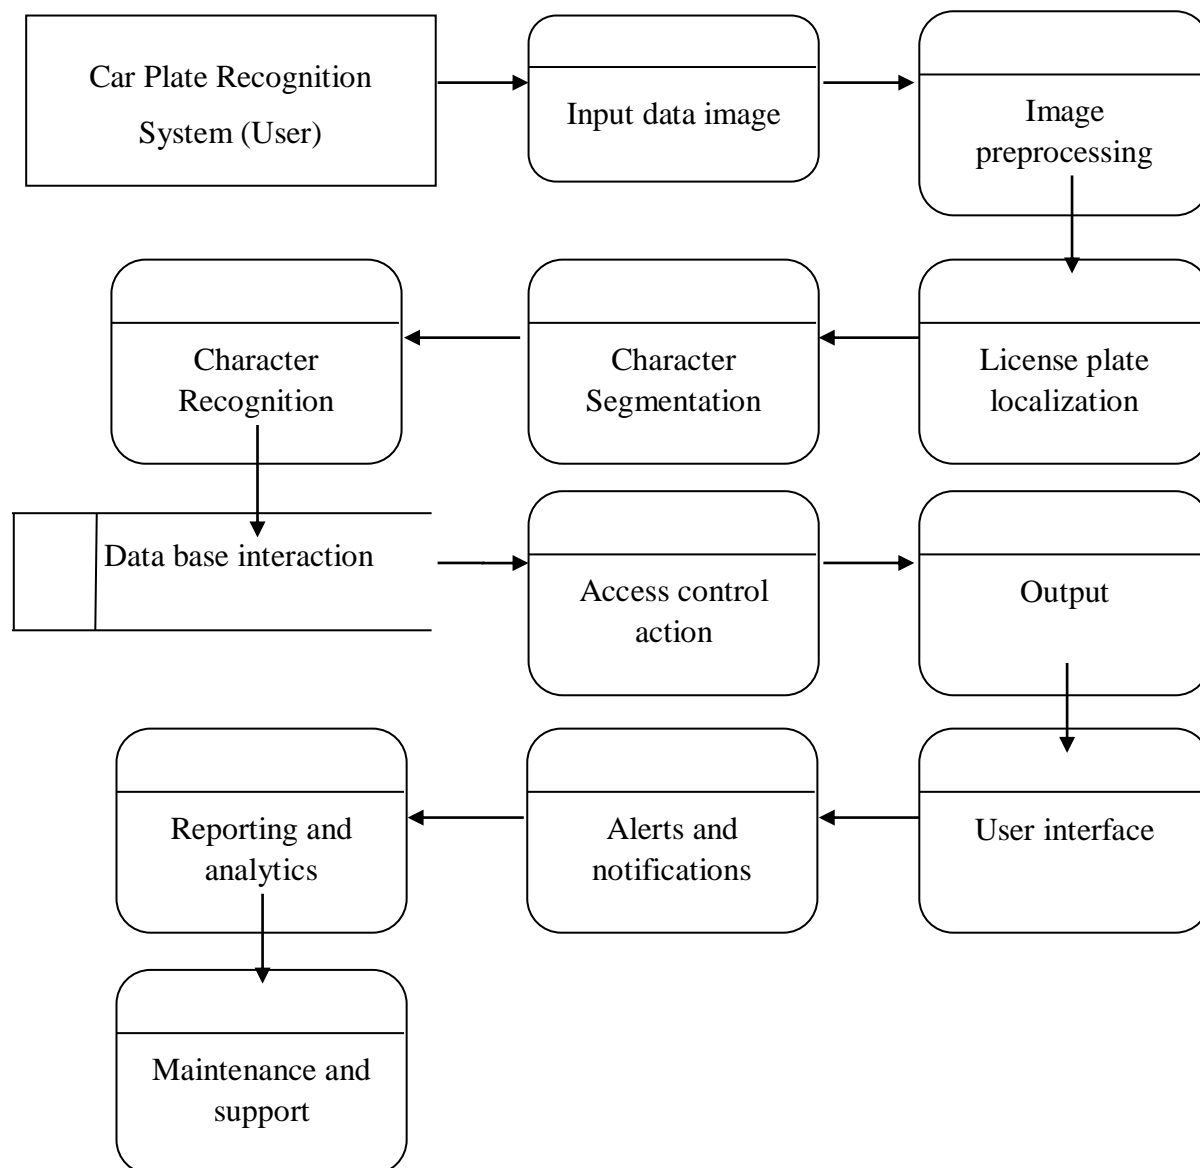 Car Plate Recognition
System (User)
Input data image
Image
preprocessing
License plate
localization
Character
Segmentation
Character
Recognition
Data base interaction
Access control
action
Output
User interface
Alerts and
notifications
Reporting and
analytics
Maintenance and
support